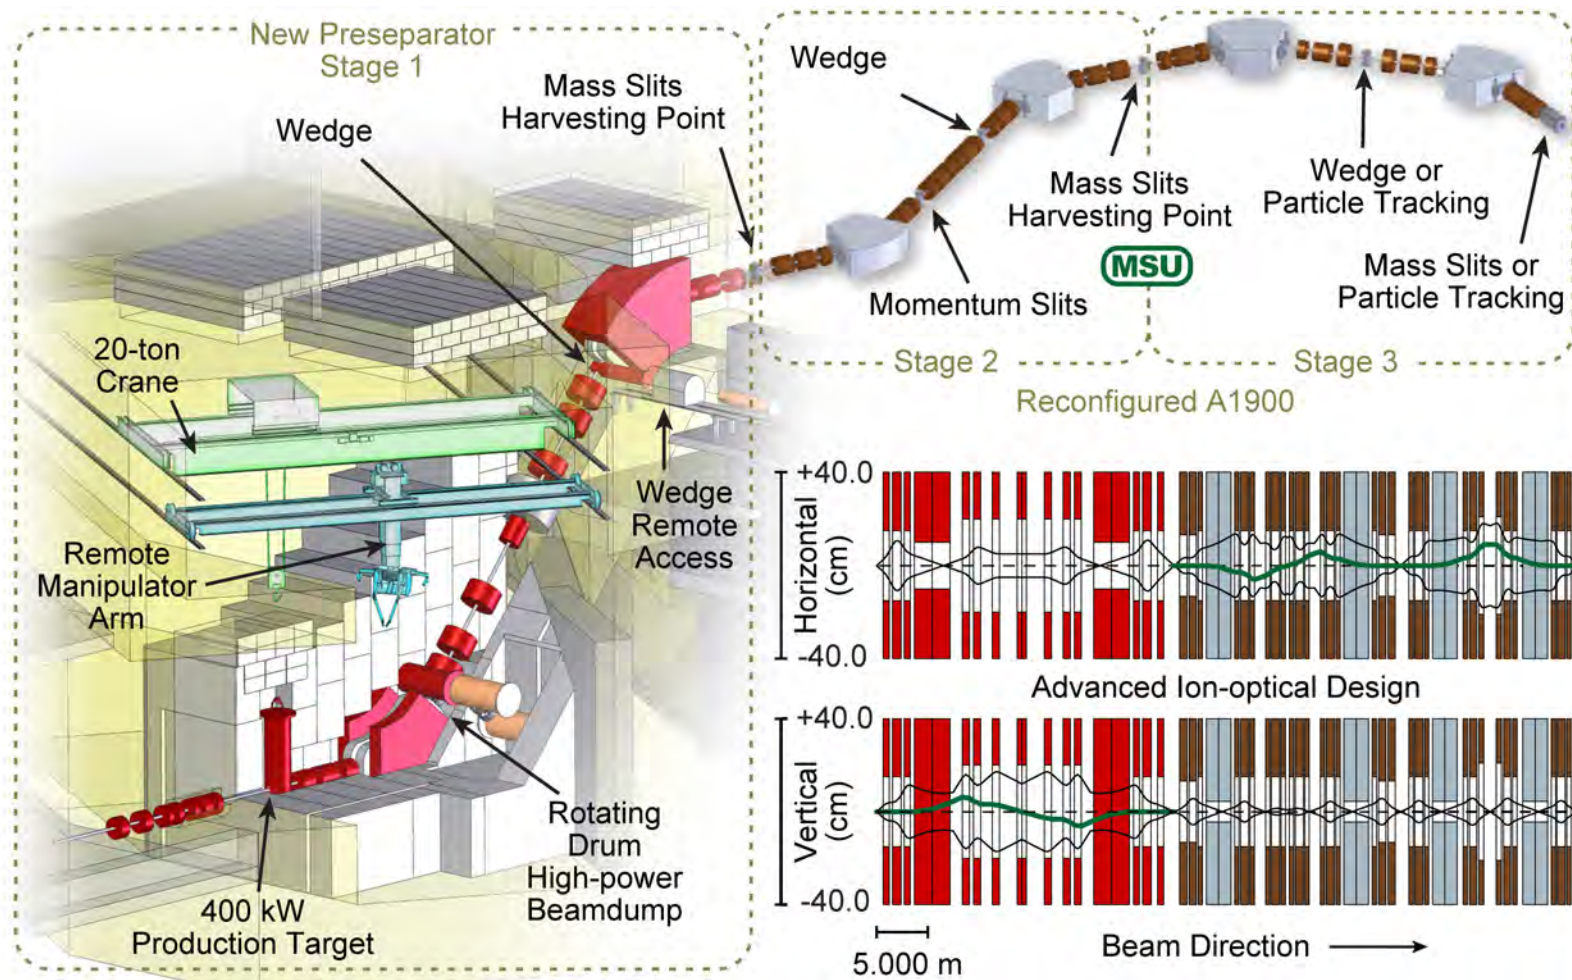 New Preseparator
Stage 1
Wedge
Mass Slits
Harvesting Point
20-ton
Crane
Remote
Manipulator
Arm
Wedge
Remote
Access
Rotating
Drum
High-power
Beamdump
400 kW
Production Target
Wedge
Momentum Slits
Mass Slits
Harvesting Point
MSU
Wedge or
Particle Tracking
Mass Slits or
Particle Tracking
Stage 2
Stage 3
Reconfigured A1900
+40.0
Horizontal
(cm)
-40.0
Advanced Ion-optical Design
+40.0
Vertical
(cm)
-40.0
5.000 m
Beam Direction